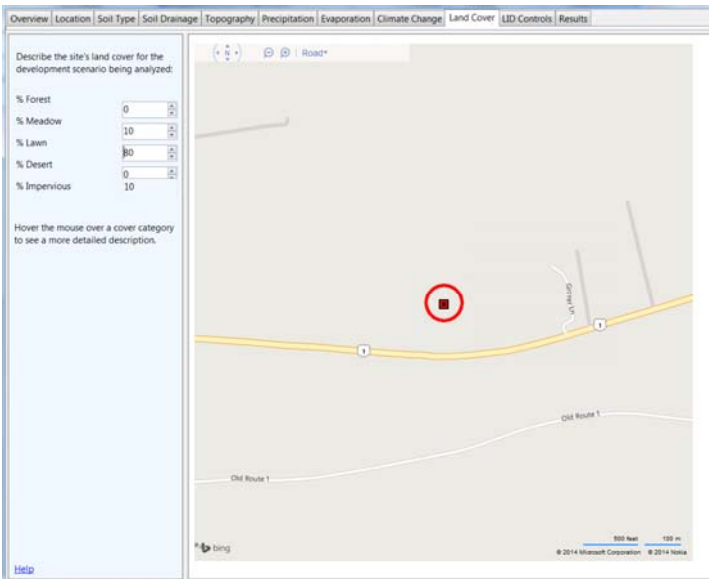 Overview Location Soil Type Soil Drainage Topography Precipitation Evaporation Climate Change Land Cover LID Controls Results
Describe the site's land cover for the
development scenario being analyzed:
% Forest
0
% Meadow
10
% Lawn
80
% Desert
0
% Impervious 10
Hover the mouse over a cover category
to see a more detailed description.
Help
N
Road
1
1
Old Route 1
Old Route 1
bing
500 feet 100 m
© 2014 Microsoft Corporation © 2014 Nokia